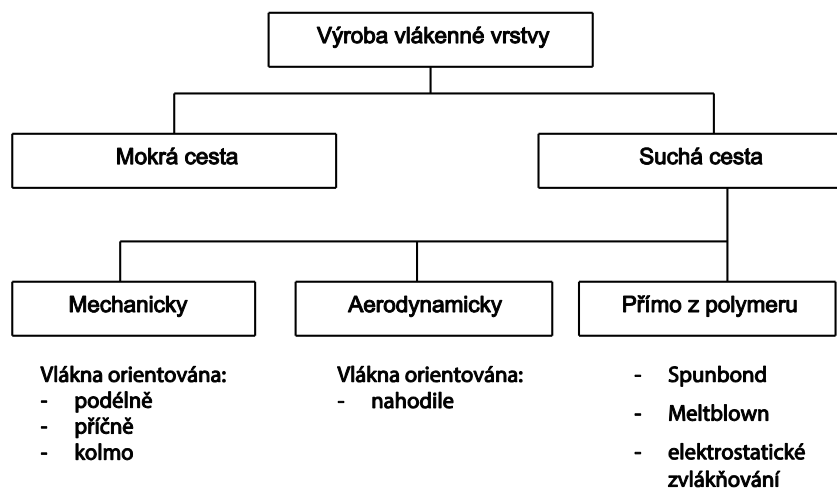 Výroba vlákenné vrstvy
Mokrá cesta
Suchá cesta
Mechanicky
Aerodynamicky
Přímo z polymeru
Vlákna orientována:
- podélně
- příčně
- kolmo
Vlákna orientována:
- nahodile
- Spunbond
- Meltblown
- elektrostatické
zvlákňování